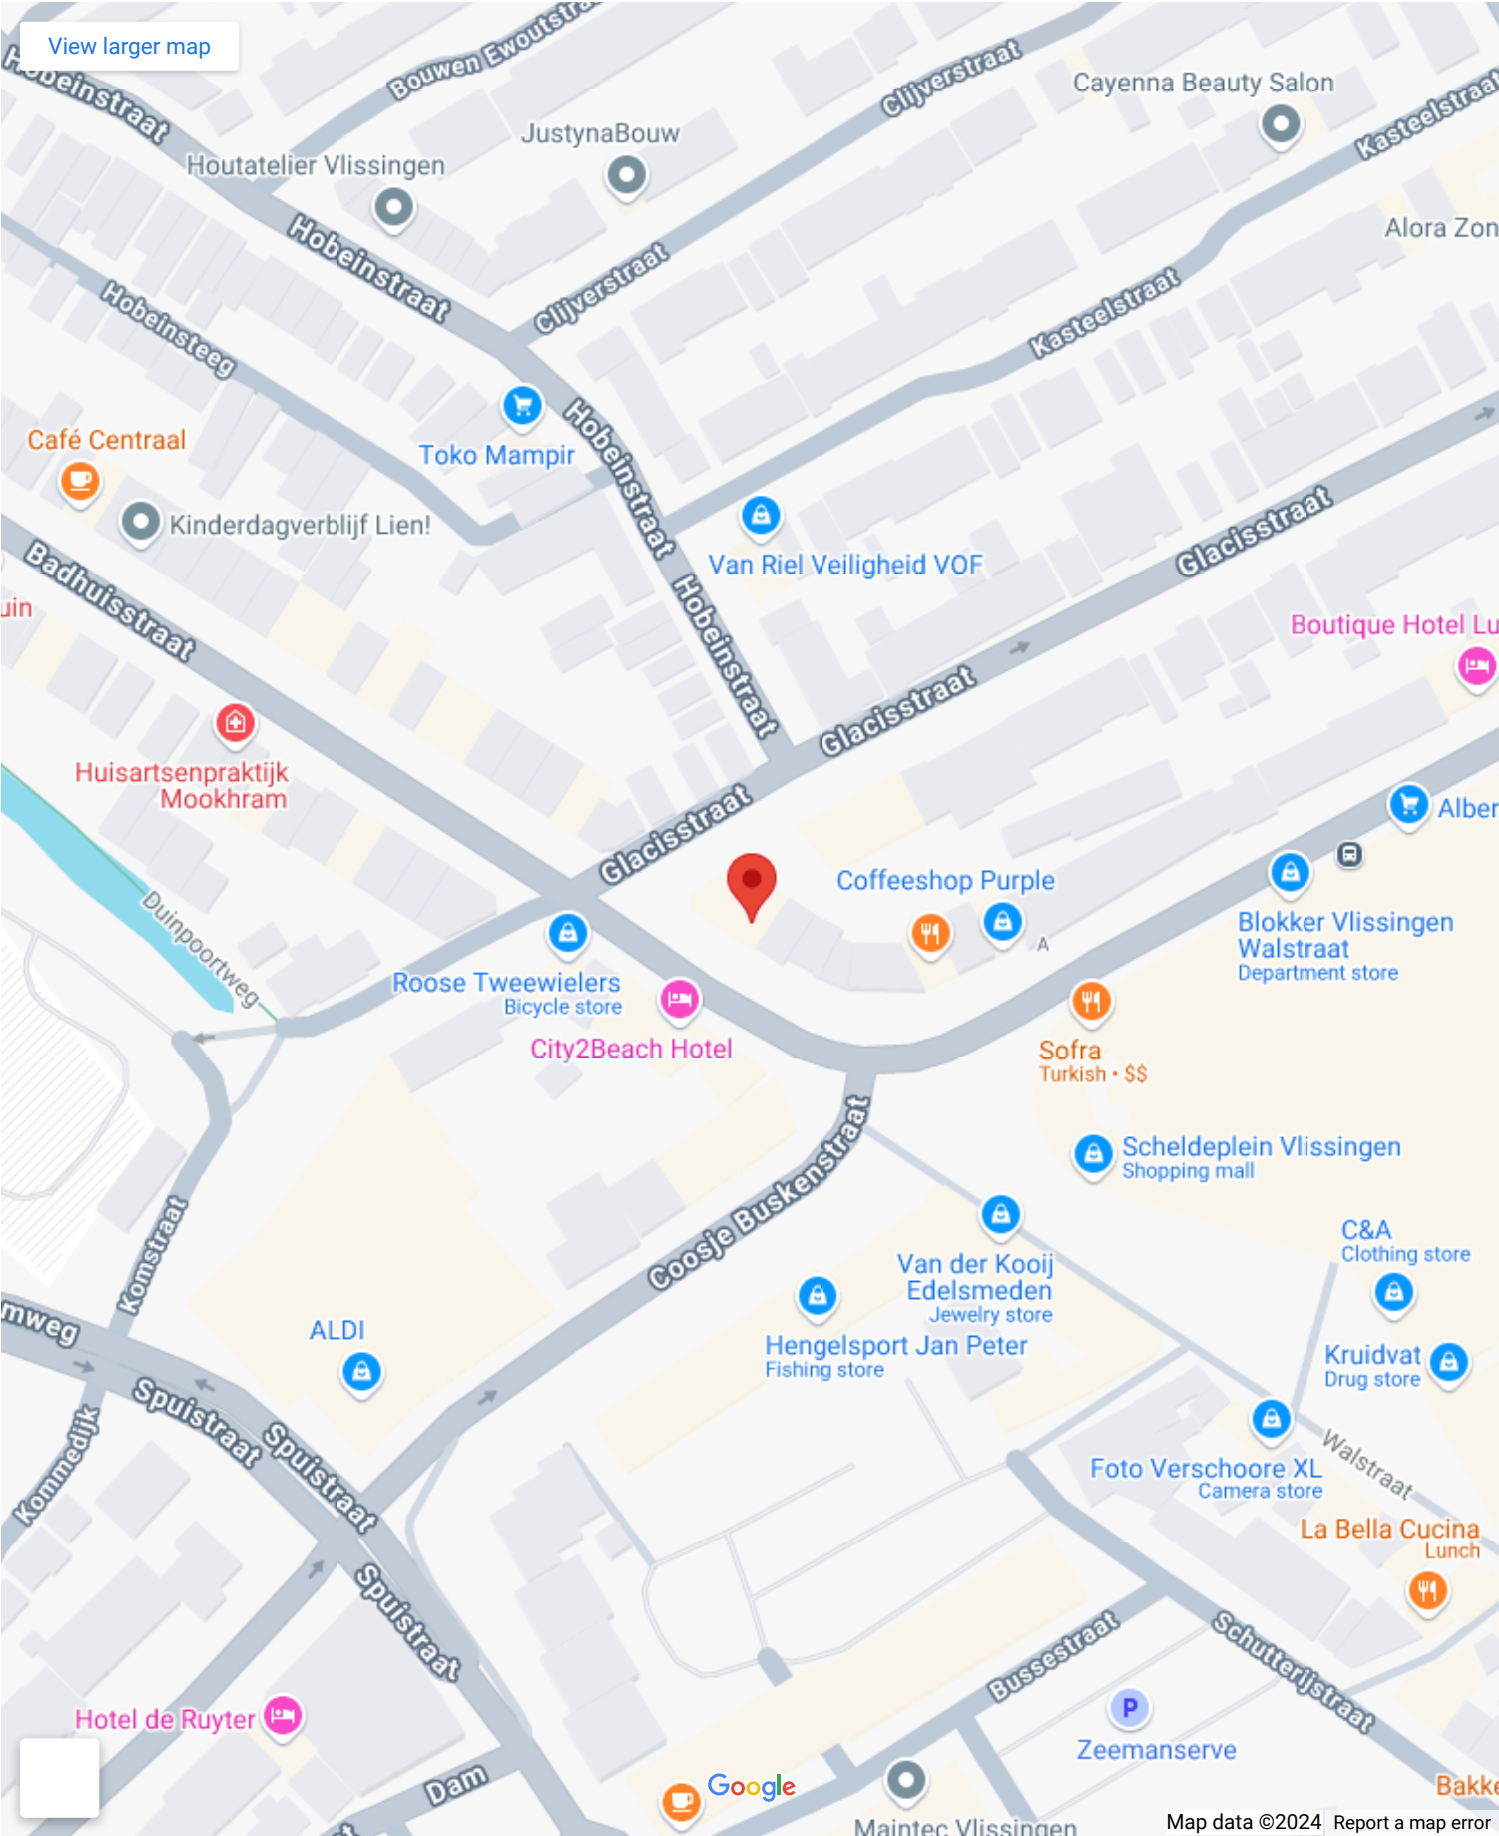 View larger map
Bouwen Ewoutstra
Clijverstraat
Cayenna Beauty Salon
Hobeinstraat
Kasteelstraat
JustynaBouw
Houtatelier Vlissingen
Alora Zon
Hobeinstraat
Clijverstraat
Hobeinsteeg
Kasteelstraat
Café Centraal
Toko Mampir
Hobeinstraat
Kinderdagverblijf Lien!
Glacisstraat
Van Riel Veiligheid VOF
Badhuisstraat
uin
Hobeinstraat
Boutique Hotel Lu
Glacisstraat
Huisartsenpraktijk
Mookhram
Glacisstraat
Alber
Coffeeshop Purple
Duinpoortweg
A
Blokker Vlissingen
Walstraat
Department store
Roose Tweewielers
Bicycle store
City2Beach Hotel
Sofra
Turkish • $$
Scheldeplein Vlissingen
Shopping mall
Coosje Buskenstraat
Komstraat
C&A
Clothing store
Van der Kooij
Edelsmeden
Jewelry store
mweg
ALDI
Hengelsport Jan Peter
Fishing store
Kruidvat
Drug store
Spuistraat
Kommedijk
Spuistraat
Walstraat
Foto Verschoore XL
Camera store
La Bella Cucina
Lunch
Spuistraat
Bussestraat
Schutterijstraat
Hotel de Ruyter
P
Zeemanserve
Dam
Google
Bakke
Maintec Vlissingen
Map data ©2024
Report a map error